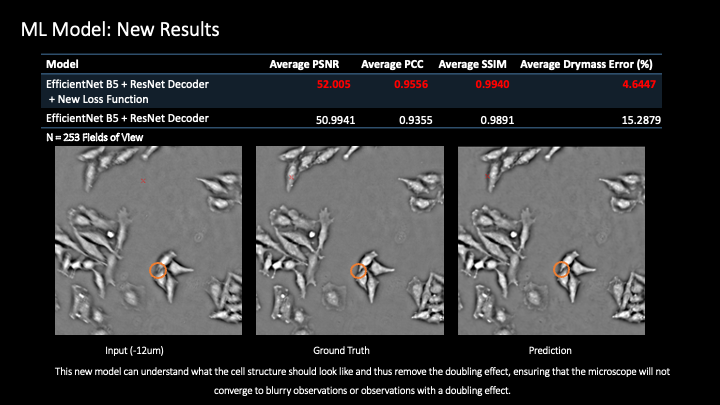 ML Model: New Results
Model Average PSNR Average PCC Average SSIM Average Drymass Error (%)
EfficientNet B5 + ResNet Decoder 52.005 0.9556 0.9940 4.6447
+ New Loss Function
EfficientNet B5 + ResNet Decoder 50.9941 0.9355 0.9891 15.2879
N = 253 Fields of View
Input (-12um) Ground Truth Prediction
This new model can understand what the cell structure should look like and thus remove the doubling effect, ensuring that the microscope will not
converge to blurry observations or observations with a doubling effect.